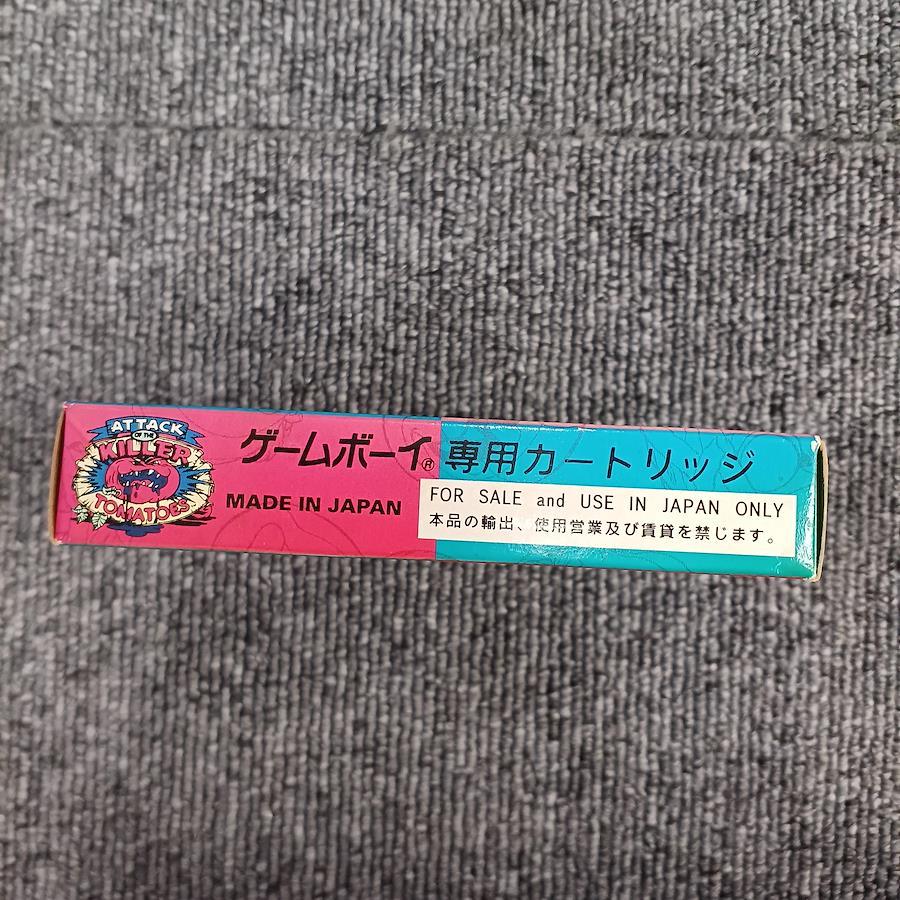 ATTACK
OF THE
KILLER
TOMATOES
ゲームボーイ® 専用カートリッジ
MADE IN JAPAN
FOR SALE and USE IN JAPAN ONLY
本品の輸出、使用営業及び賃貸を禁じます。